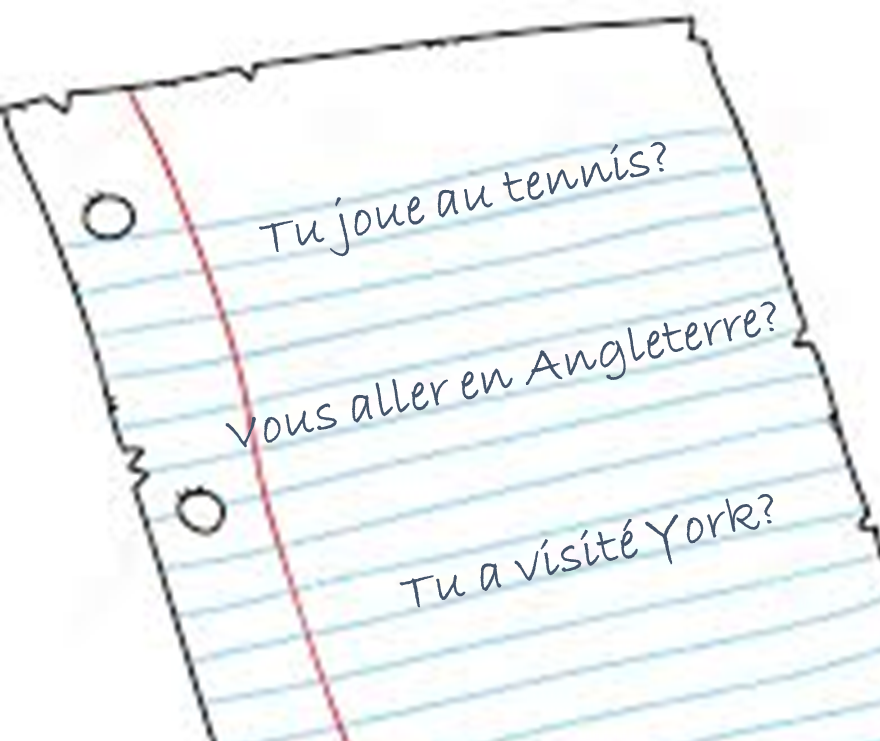 Tu joue au tennis?
Vous aller en Angleterre?
Tu a visité York?